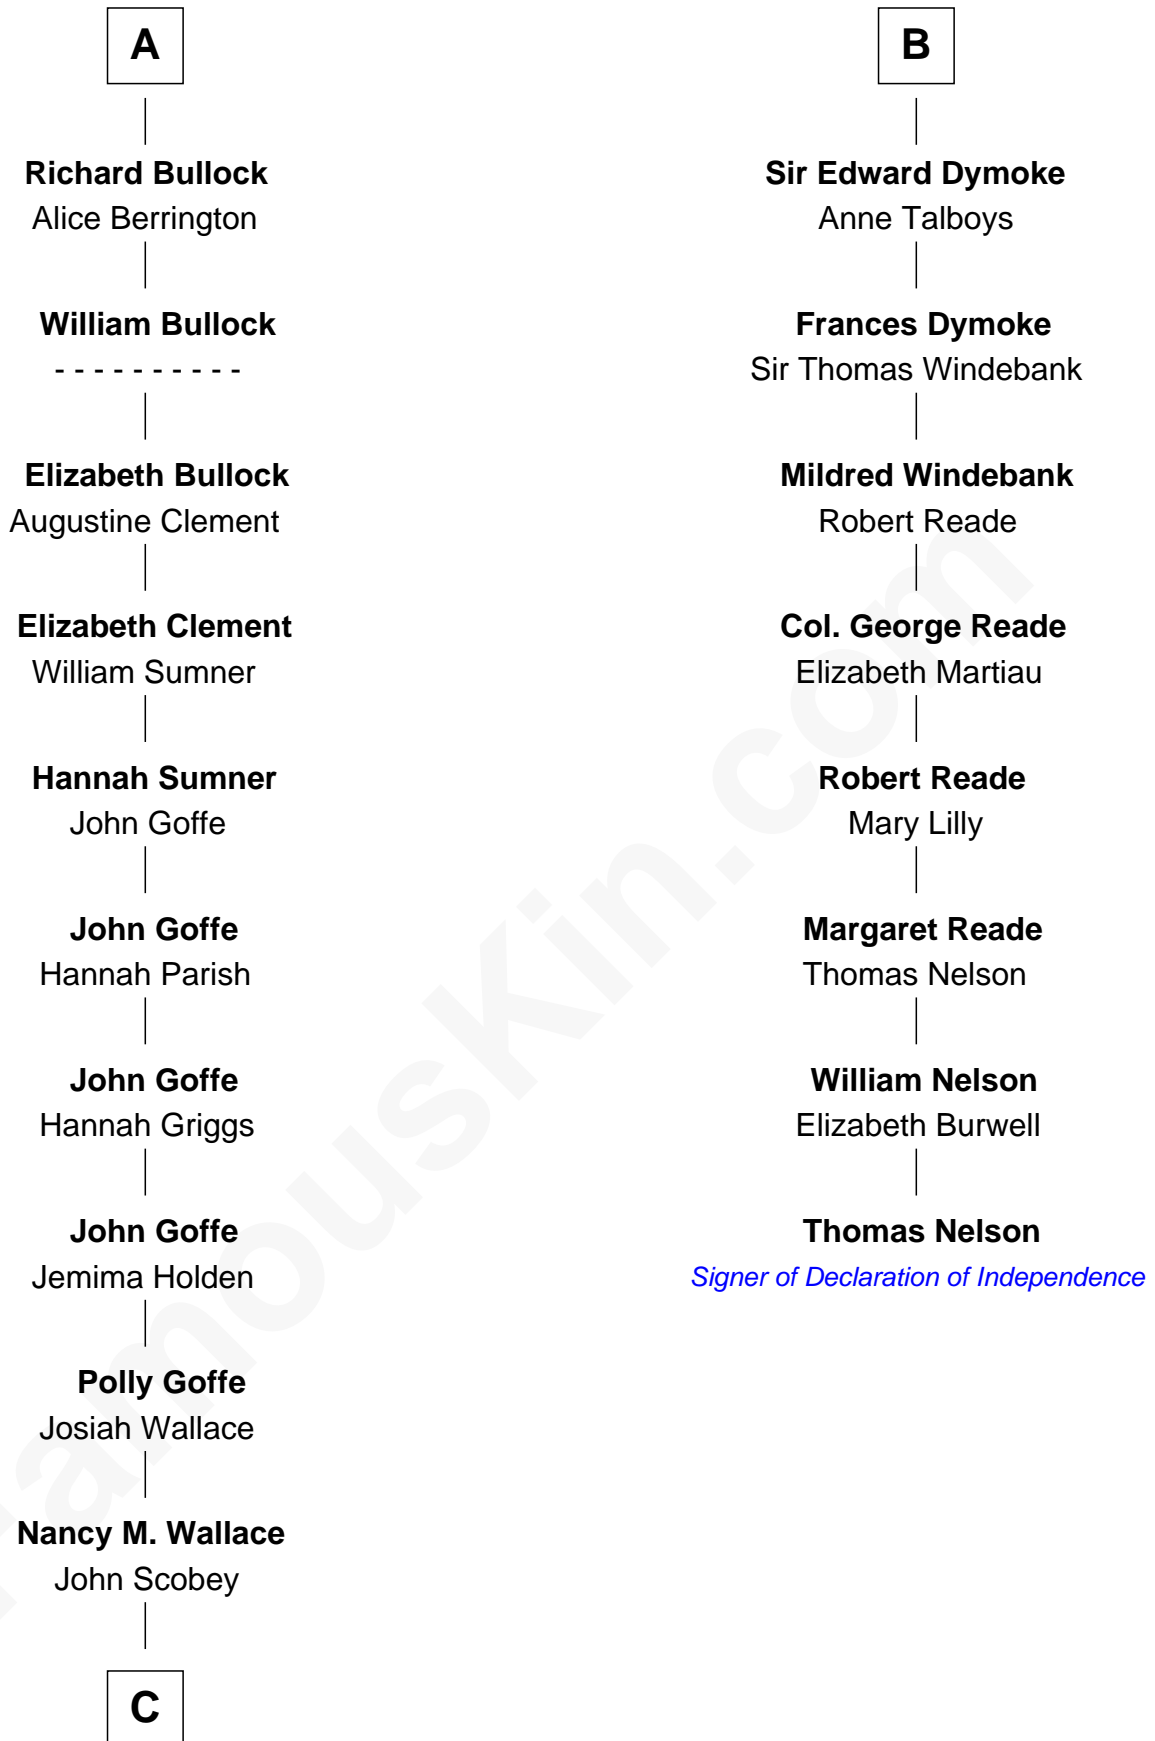 A
Richard Bullock
Alice Berrington
William Bullock
- - - - - - - - - -
Elizabeth Bullock
Augustine Clement
Elizabeth Clement
William Sumner
Hannah Sumner
John Goffe
John Goffe
Hannah Parish
John Goffe
Hannah Griggs
John Goffe
Jemima Holden
Polly Goffe
Josiah Wallace
Nancy M. Wallace
John Scobey
C
B
Sir Edward Dymoke
Anne Talboys
Frances Dymoke
Sir Thomas Windebank
Mildred Windebank
Robert Reade
Col. George Reade
Elizabeth Martiau
Robert Reade
Mary Lilly
Margaret Reade
Thomas Nelson
William Nelson
Elizabeth Burwell
Thomas Nelson
Signer of Declaration of Independence
FamousKin.com